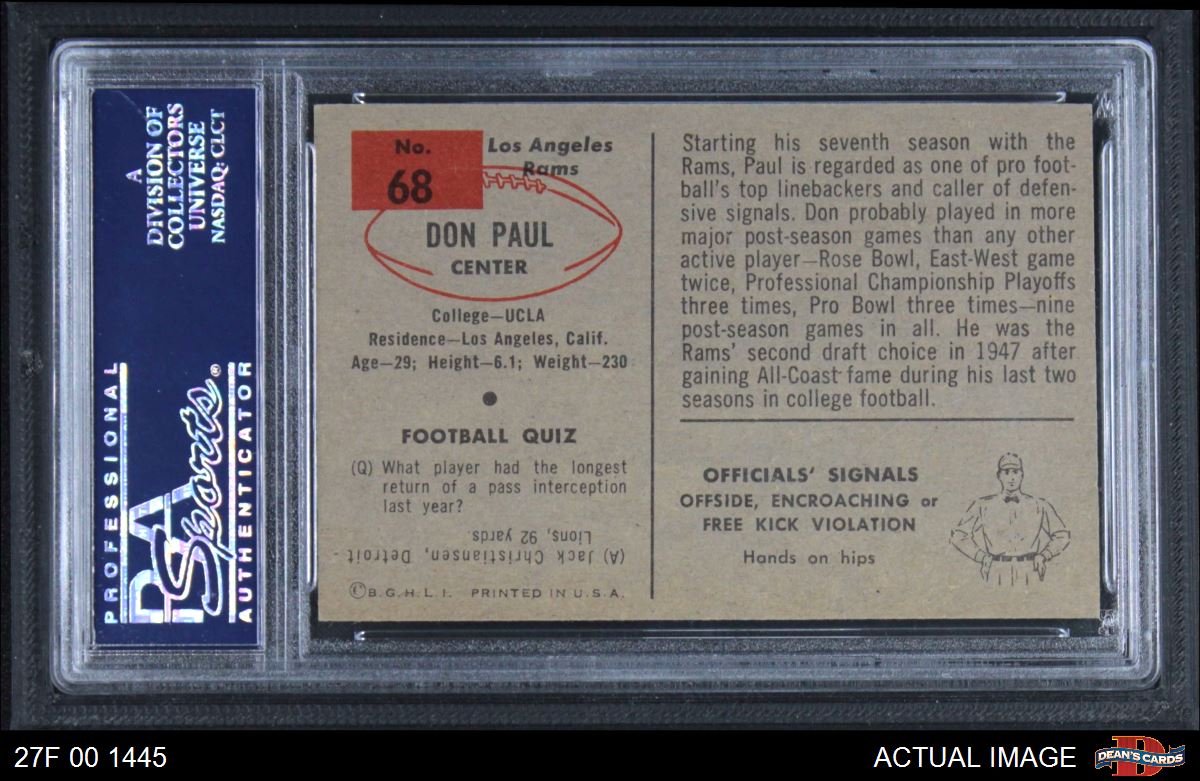 A
DIVISION OF
COLLECTORS
UNIVERSE
NASDAQ: CLCT
PROFESSIONAL
PSA
Sports®
AUTHENTICATOR
No.
68
Los Angeles
Rams
DON PAUL
CENTER
College—UCLA
Residence—Los Angeles, Calif.
Age—29; Height—6.1; Weight—230
FOOTBALL QUIZ
(Q) What player had the longest
return of a pass interception
last year?
(A) Jack Christiansen, Detroit
Lions, 92 yards.
©B.G.H.L.I. PRINTED IN U.S.A.
Starting his seventh season with the
Rams, Paul is regarded as one of pro foot-
ball's top linebackers and caller of defen-
sive signals. Don probably played in more
major post-season games than any other
active player—Rose Bowl, East-West game
twice, Professional Championship Playoffs
three times, Pro Bowl three times—nine
post-season games in all. He was the
Rams' second draft choice in 1947 after
gaining All-Coast fame during his last two
seasons in college football.
OFFICIALS' SIGNALS
OFFSIDE, ENCROACHING or
FREE KICK VIOLATION
Hands on hips
27F 00 1445
ACTUAL IMAGE
D
DEAN'S CARDS